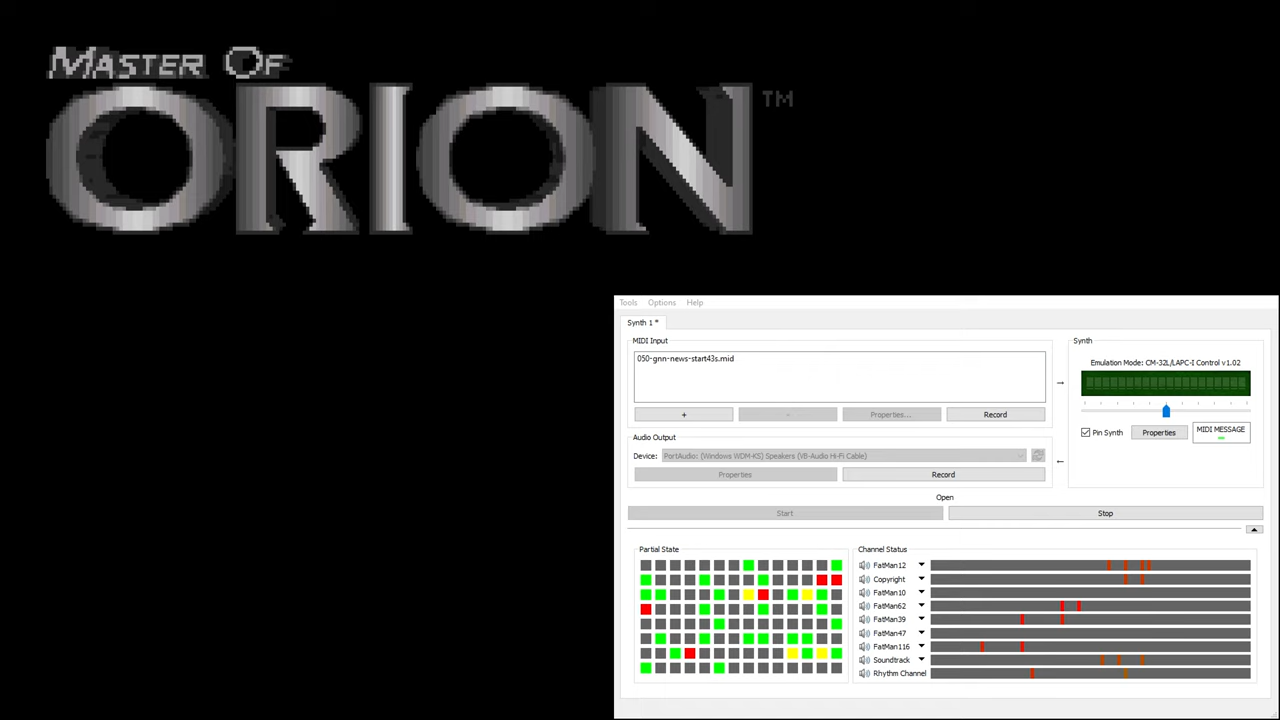 MASTER OF
ORION™
Tools Options Help
Synth 1 *
MIDI Input
050-gnn-news-start43s.mid
+ - Properties... Record
Synth
Emulation Mode: CM-32L/LAPC-I Control v1.02
Pin Synth Properties MIDI MESSAGE
Audio Output
Device: PortAudio: (Windows WDM-KS) Speakers (VB-Audio Hi-Fi Cable)
Properties Record
Open
Start Stop
Partial State
Channel Status
FatMan12
Copyright
FatMan10
FatMan62
FatMan39
FatMan47
FatMan116
Soundtrack
Rhythm Channel